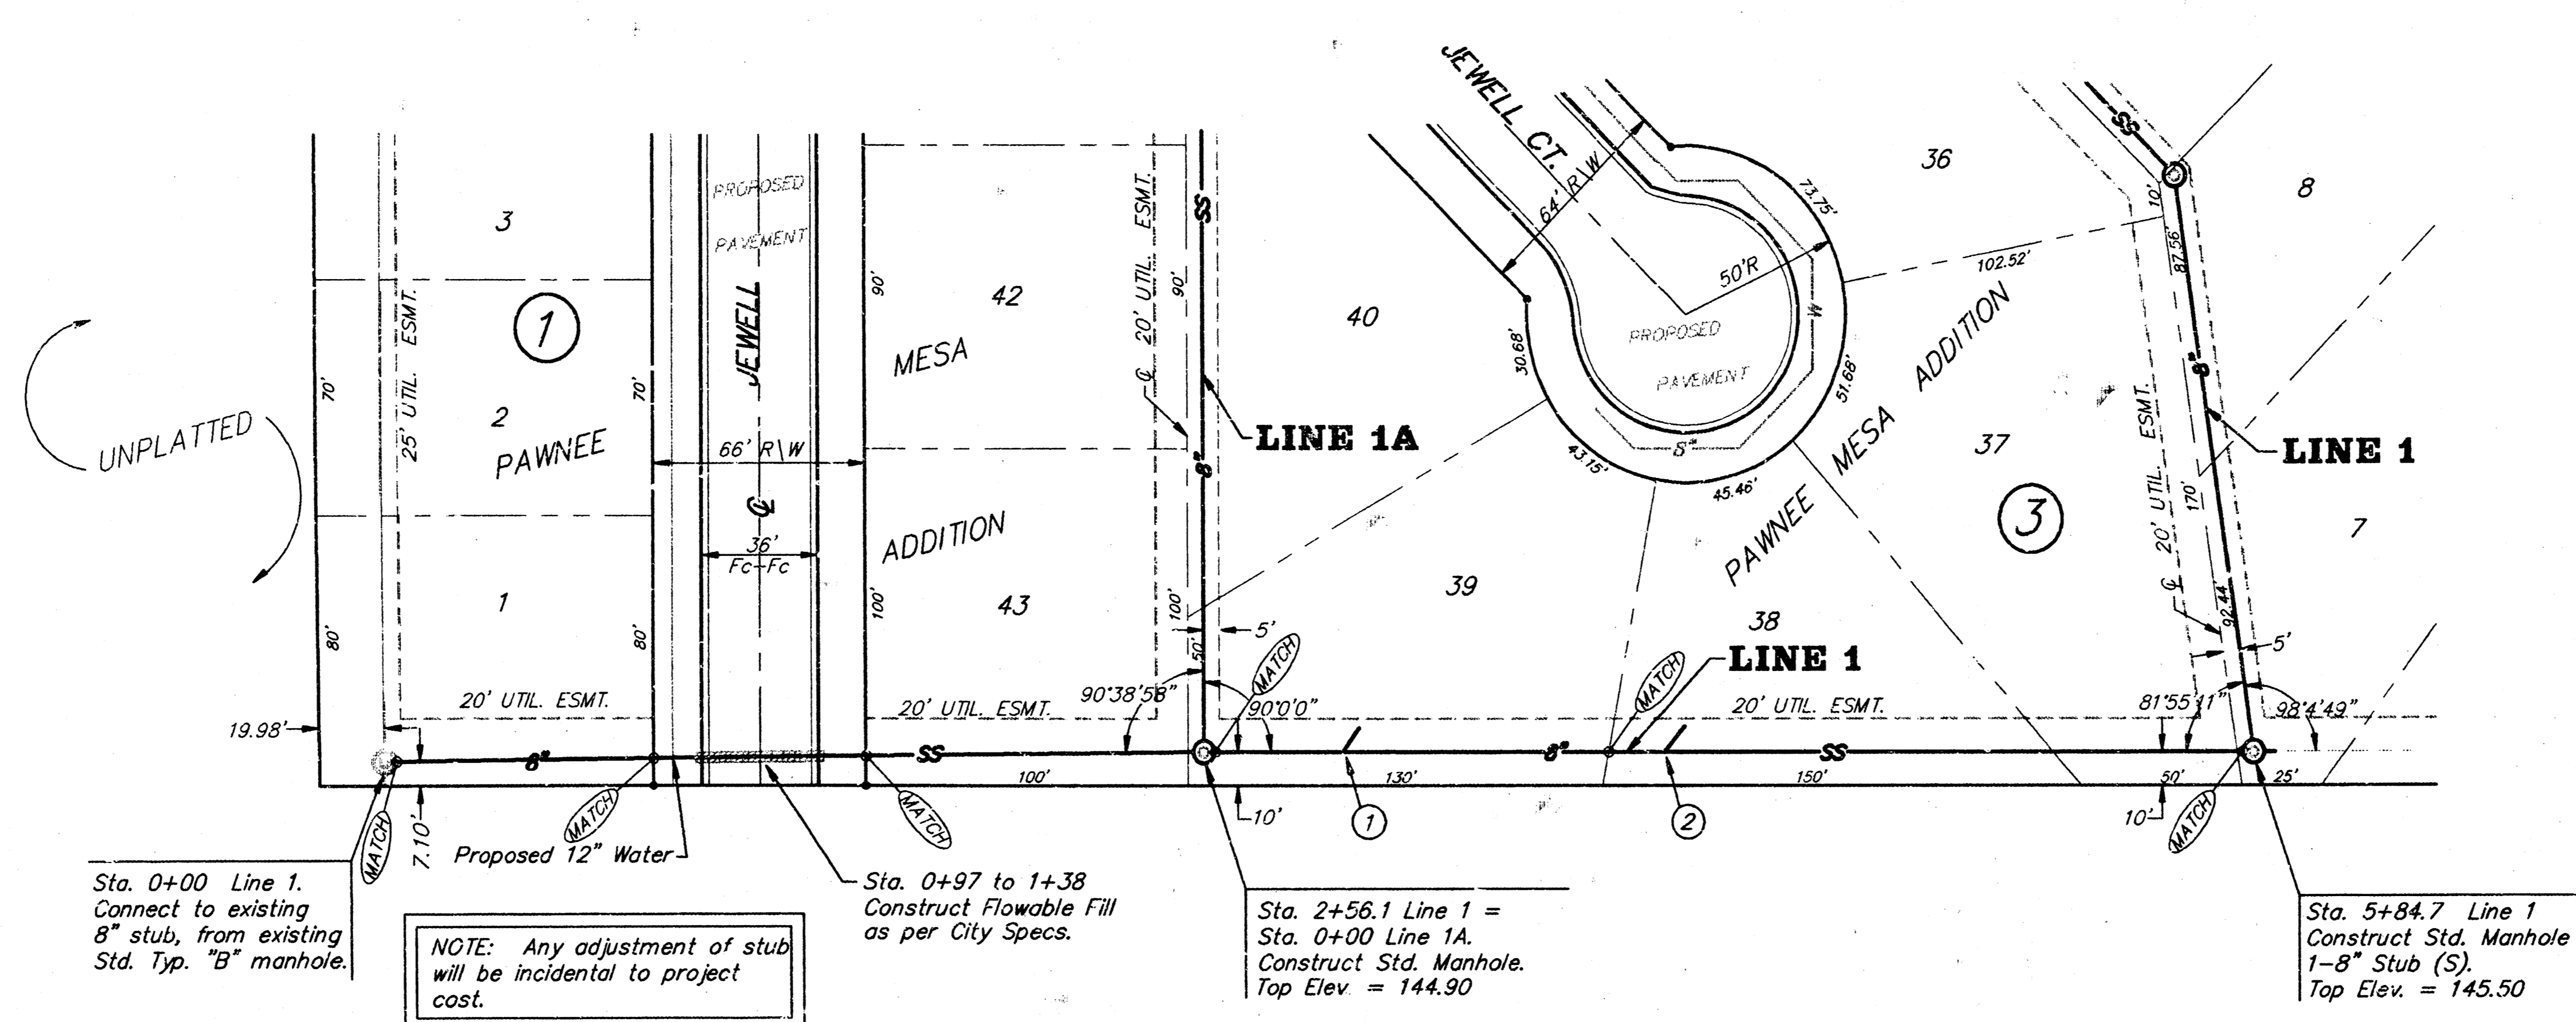 JEWELL CT.
64' R\W
73.75'
36
SS
10'
8
3
PROPOSED
PAVEMENT
25' UTIL. ESMT.
1
JEWELL
90'
42
20' UTIL. ESMT.
90'
SS
40
50'R
W
102.52'
87.56'
PROPOSED
PAVEMENT
30.68'
51.68'
MESA
UNPLATTED
70'
2
70'
PAWNEE
66' R\W
℄
LINE 1A
8"
43.15'
8"
45.46'
PAWNEE MESA ADDITION
37
3
8"
LINE 1
170'
7
20' UTIL. ESMT.
℄
92.44'
36'
Fc-Fc
℄
ADDITION
1
80'
80'
100'
43
100'
50'
5'
39
38
LINE 1
5'
MATCH
MATCH
20' UTIL. ESMT.
20' UTIL. ESMT.
90°38'58"
90°0'0"
20' UTIL. ESMT.
81°55'11"
98°4'49"
19.98'
8"
SS
8"
SS
100'
130'
150'
50'
25'
MATCH
7.10'
MATCH
MATCH
10'
1
2
10'
MATCH
Proposed 12" Water
Sta. 0+00 Line 1.
Connect to existing
8" stub, from existing
Std. Typ. "B" manhole.
NOTE: Any adjustment of stub
will be incidental to project
cost.
Sta. 0+97 to 1+38
Construct Flowable Fill
as per City Specs.
Sta. 2+56.1 Line 1 =
Sta. 0+00 Line 1A.
Construct Std. Manhole.
Top Elev. = 144.90
Sta. 5+84.7 Line 1
Construct Std. Manhole
1-8" Stub (S).
Top Elev. = 145.50